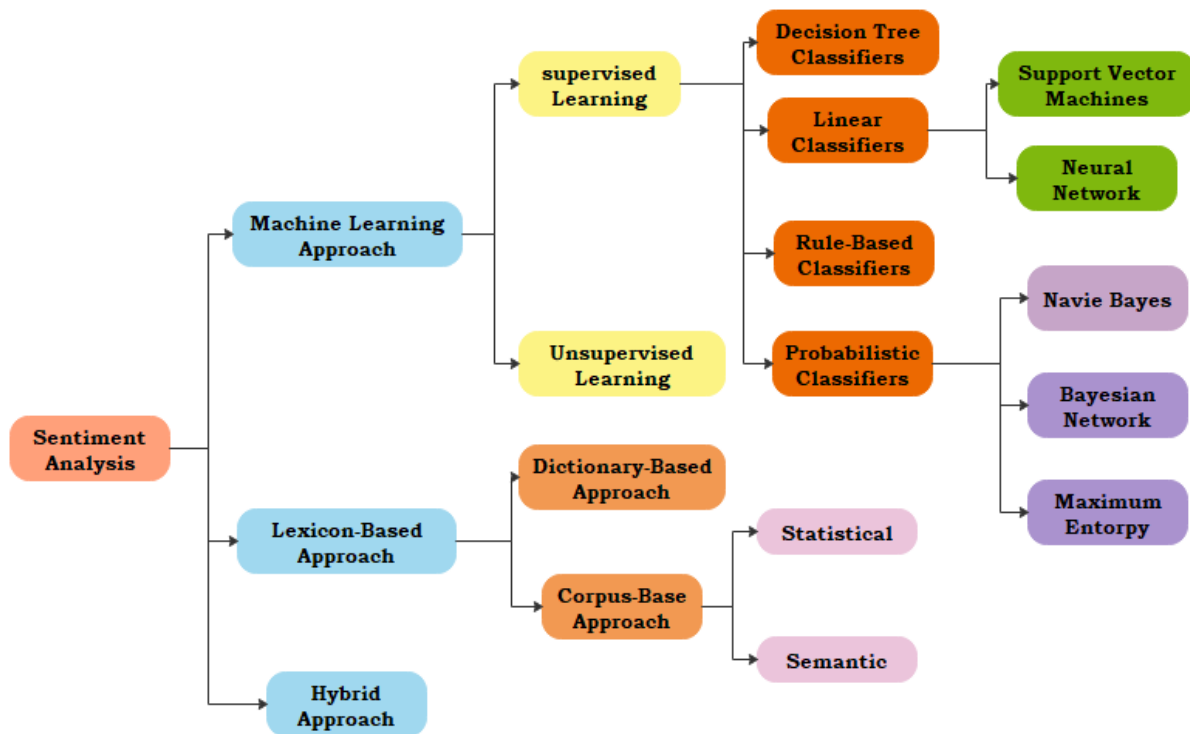 Decision Tree
Classifiers
supervised
Learning
Support Vector
Machines
Linear
Classifiers
Neural
Network
Machine Learning
Approach
Rule-Based
Classifiers
Navie Bayes
Unsupervised
Learning
Probabilistic
Classifiers
Bayesian
Network
Sentiment
Analysis
Dictionary-Based
Approach
Maximum
Entorpy
Lexicon-Based
Approach
Statistical
Corpus-Base
Approach
Semantic
Hybrid
Approach